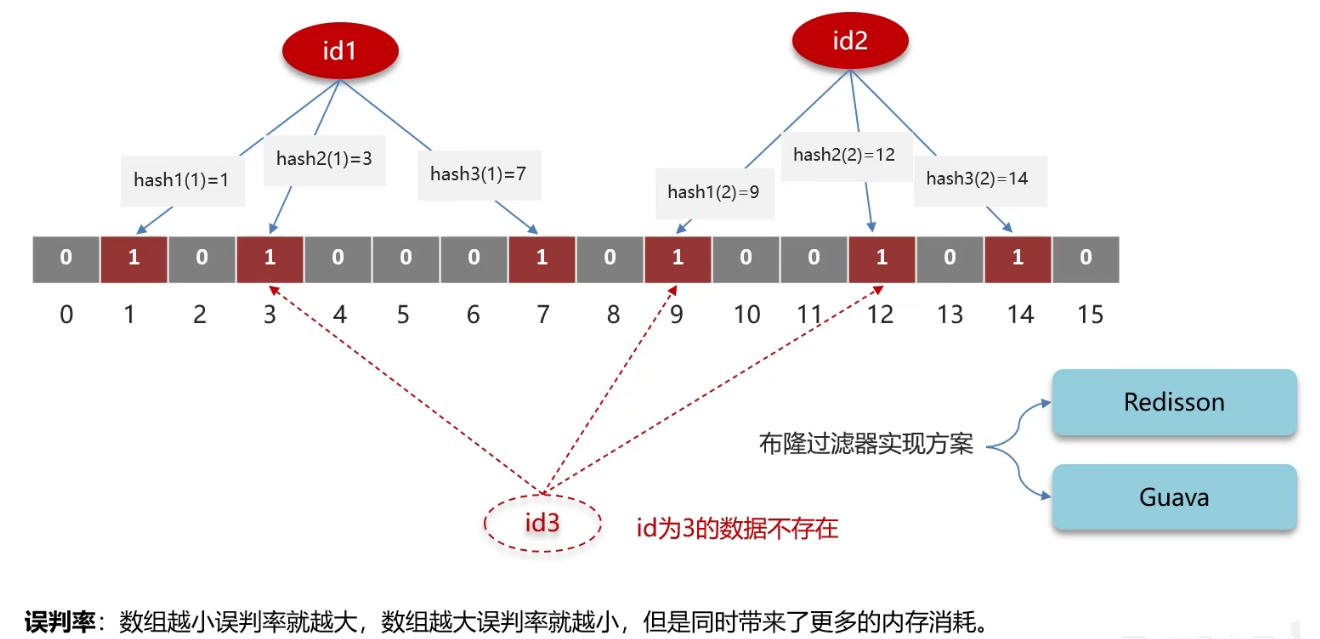 id1
id2
hash1(1)=1
hash2(1)=3
hash3(1)=7
hash1(2)=9
hash2(2)=12
hash3(2)=14
0 1 0 1 0 0 0 1 0 1 0 0 1 0 1 0
0 1 2 3 4 5 6 7 8 9 10 11 12 13 14 15
Redisson
布隆过滤器实现方案
Guava
id3
id为3的数据不存在
误判率：数组越小误判率就越大，数组越大误判率就越小，但是同时带来了更多的内存消耗。